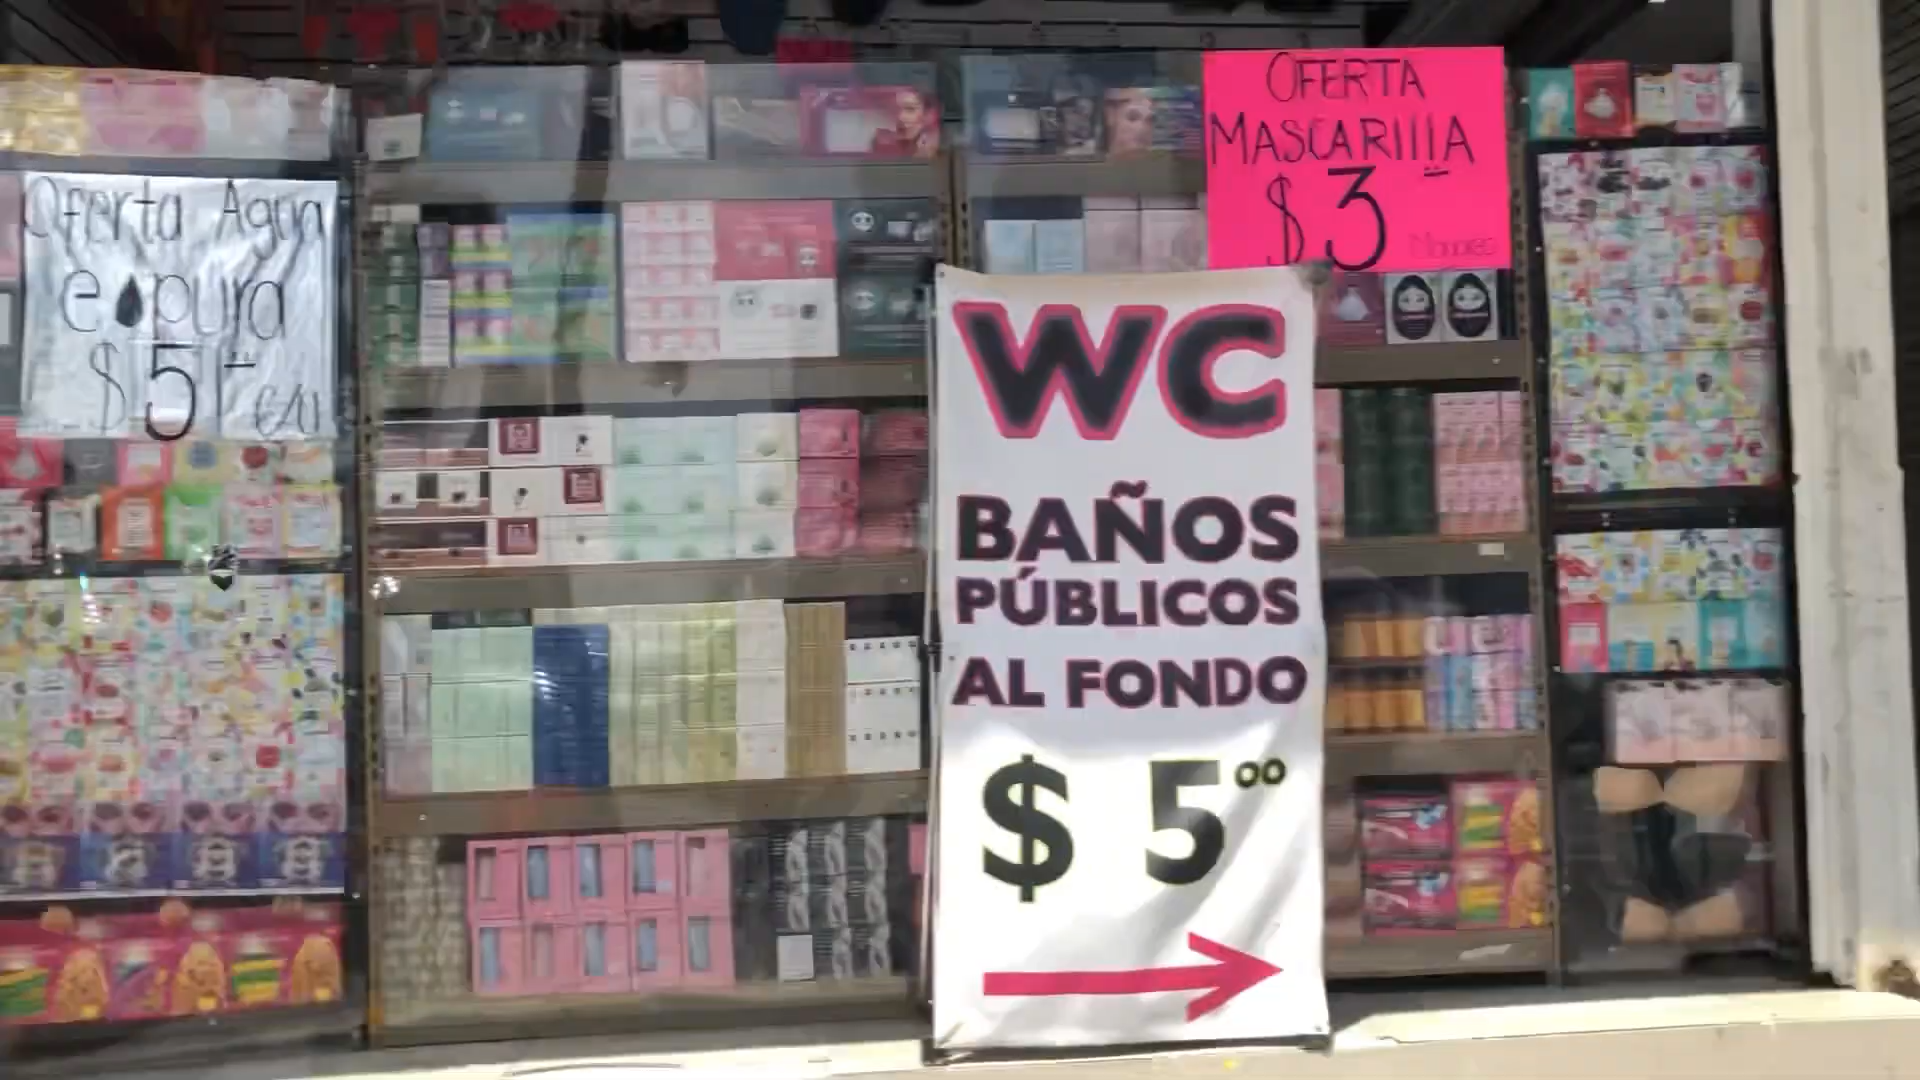 Oferta Agua
e pura
$ 5 c/u
OFERTA
MASCARIllA
$ 3
WC
BAÑOS
PÚBLICOS
AL FONDO
$ 5 00